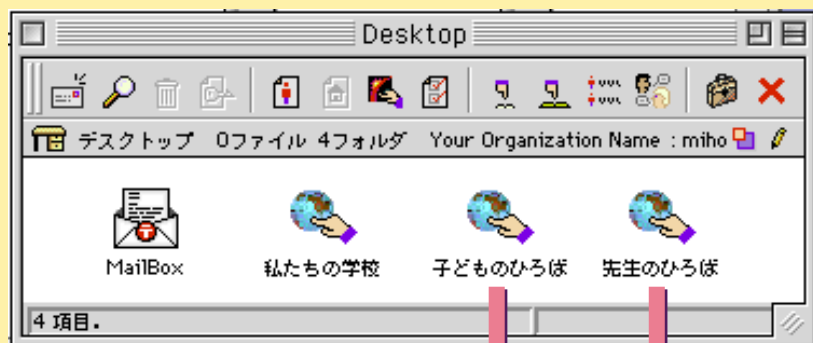 Desktop
デスクトップ 0ファイル 4フォルダ Your Organization Name : miho
MailBox 私たちの学校 子どものひろば 先生のひろば
4 項目.